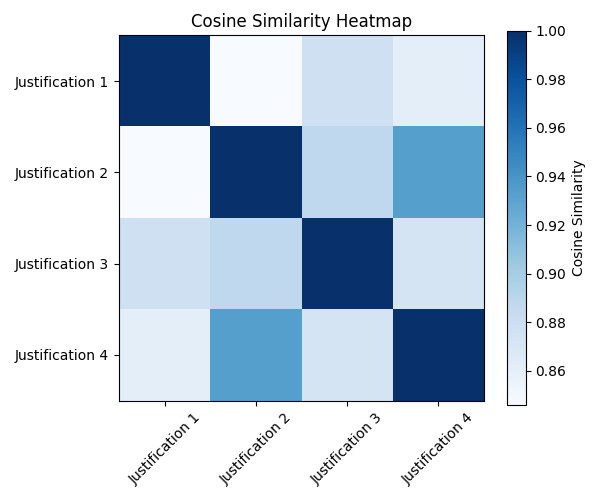 Cosine Similarity Heatmap
Justification 1
Justification 2
Justification 3
Justification 4
Justification 1
Justification 2
Justification 3
Justification 4
1.00
0.98
0.96
0.94
0.92
0.90
0.88
0.86
Cosine Similarity